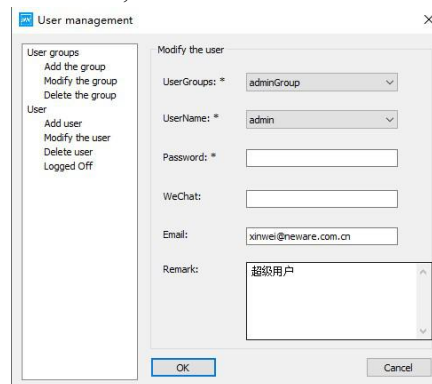 User management
User groups
Add the group
Modify the group
Delete the group
User
Add user
Modify the user
Delete user
Logged Off
Modify the user
UserGroups: * adminGroup
UserName: * admin
Password: *
WeChat:
Email: xinwei@neware.com.cn
Remark: 超级用户
OK Cancel